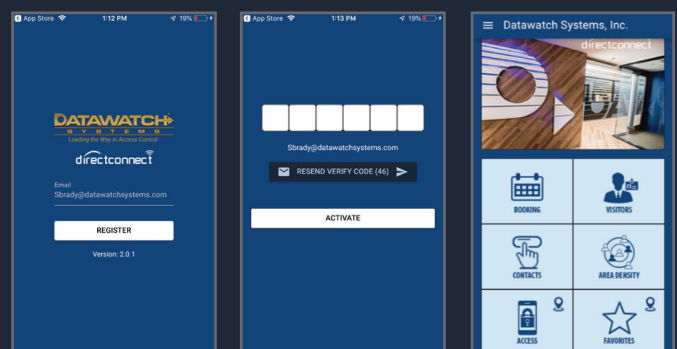 App Store
1:12 PM
19%
DATAWATCH
SYSTEMS
Leading the Way in Access Control
directconnect
Email
Sbrady@datawatchsystems.com
REGISTER
Version: 2.0.1
App Store
1:13 PM
19%
Sbrady@datawatchsystems.com
RESEND VERIFY CODE (46)
ACTIVATE
Datawatch Systems, Inc.
directconnect
BOOKING
VISITORS
CONTACTS
AREA DENSITY
ACCESS
FAVORITES